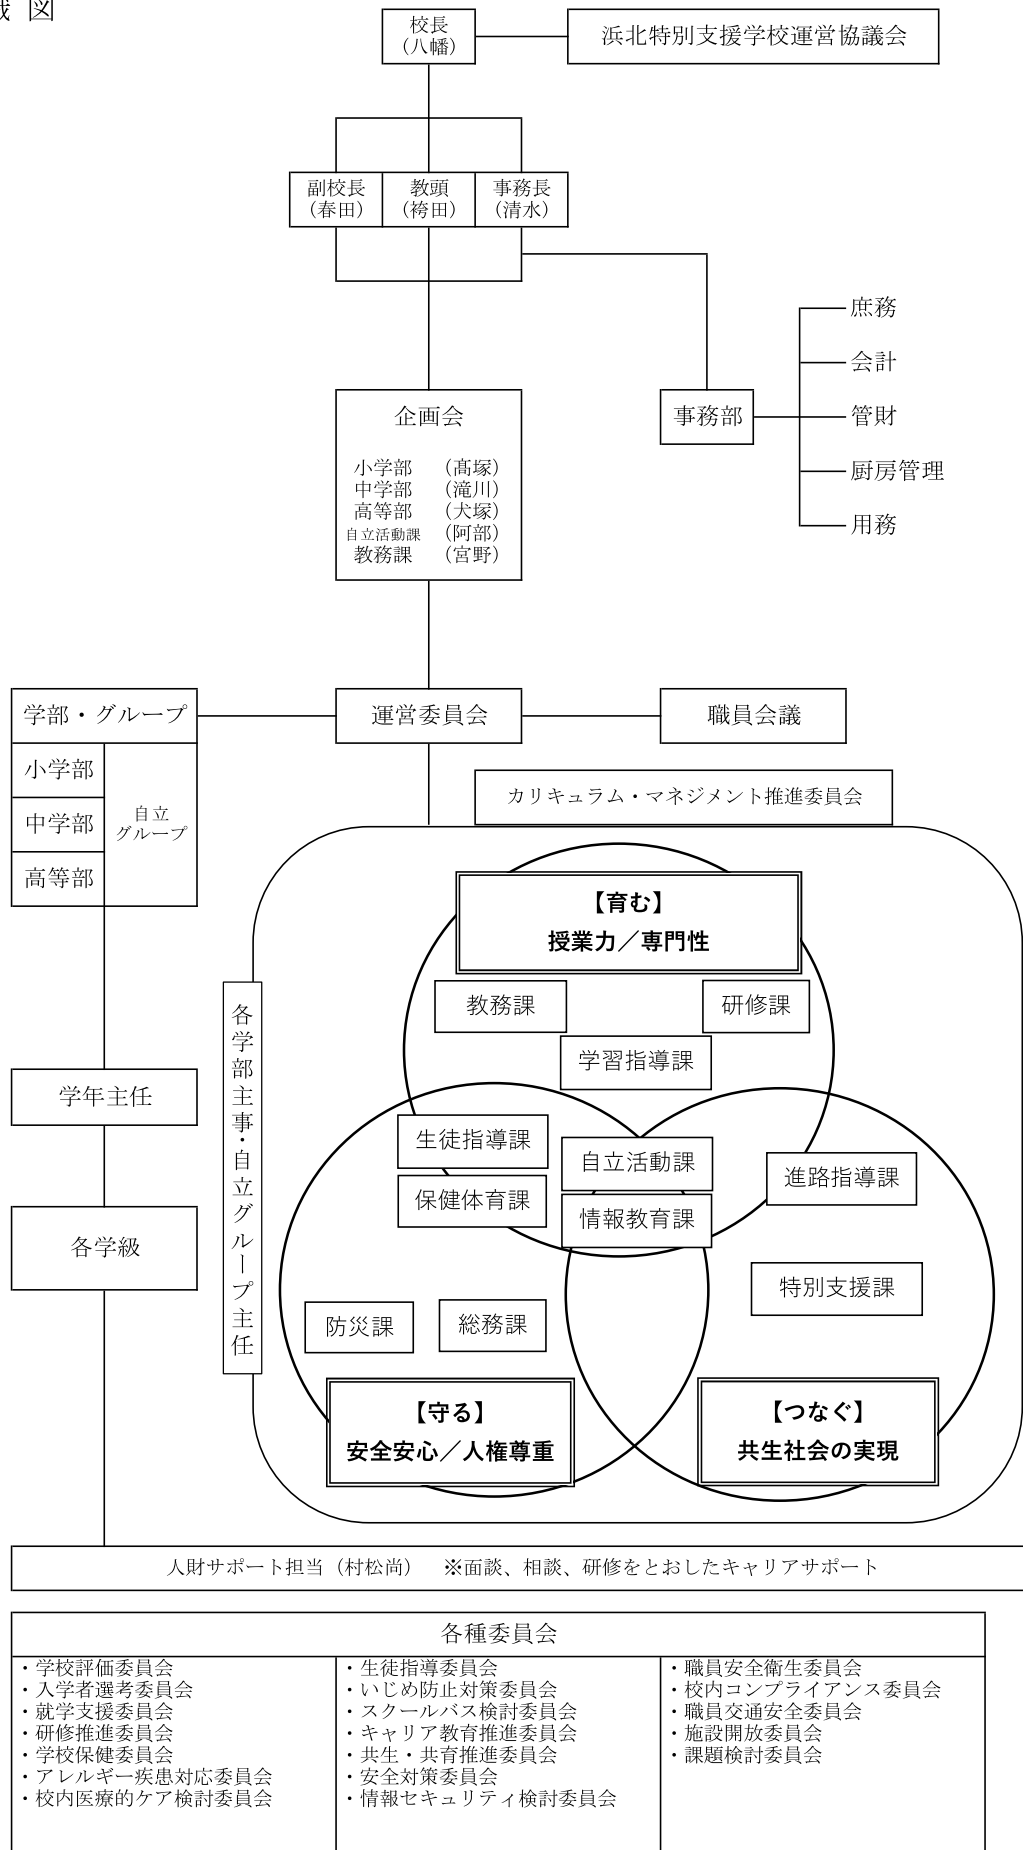 図
校長
（八幡）
浜北特別支援学校運営協議会
副校長
（春田）
教頭
（袴田）
事務長
（清水）
庶務
会計
管財
厨房管理
用務
事務部
企画会
小学部 （髙塚）
中学部 （滝川）
高等部 （犬塚）
自立活動課 （阿部）
教務課 （宮野）
学部・グループ
運営委員会
職員会議
小学部
中学部
高等部
自立
グループ
カリキュラム・マネジメント推進委員会
【育む】
授業力／専門性
教務課
研修課
学習指導課
各学部主事・自立グループ主任
学年主任
生徒指導課
自立活動課
進路指導課
保健体育課
情報教育課
各学級
特別支援課
防災課
総務課
【守る】
安全安心／人権尊重
【つなぐ】
共生社会の実現
人財サポート担当（村松尚） ※面談、相談、研修をとおしたキャリアサポート
各種委員会
・学校評価委員会
・入学者選考委員会
・就学支援委員会
・研修推進委員会
・学校保健委員会
・アレルギー疾患対応委員会
・校内医療的ケア検討委員会
・生徒指導委員会
・いじめ防止対策委員会
・スクールバス検討委員会
・キャリア教育推進委員会
・共生・共育推進委員会
・安全対策委員会
・情報セキュリティ検討委員会
・職員安全衛生委員会
・校内コンプライアンス委員会
・職員交通安全委員会
・施設開放委員会
・課題検討委員会